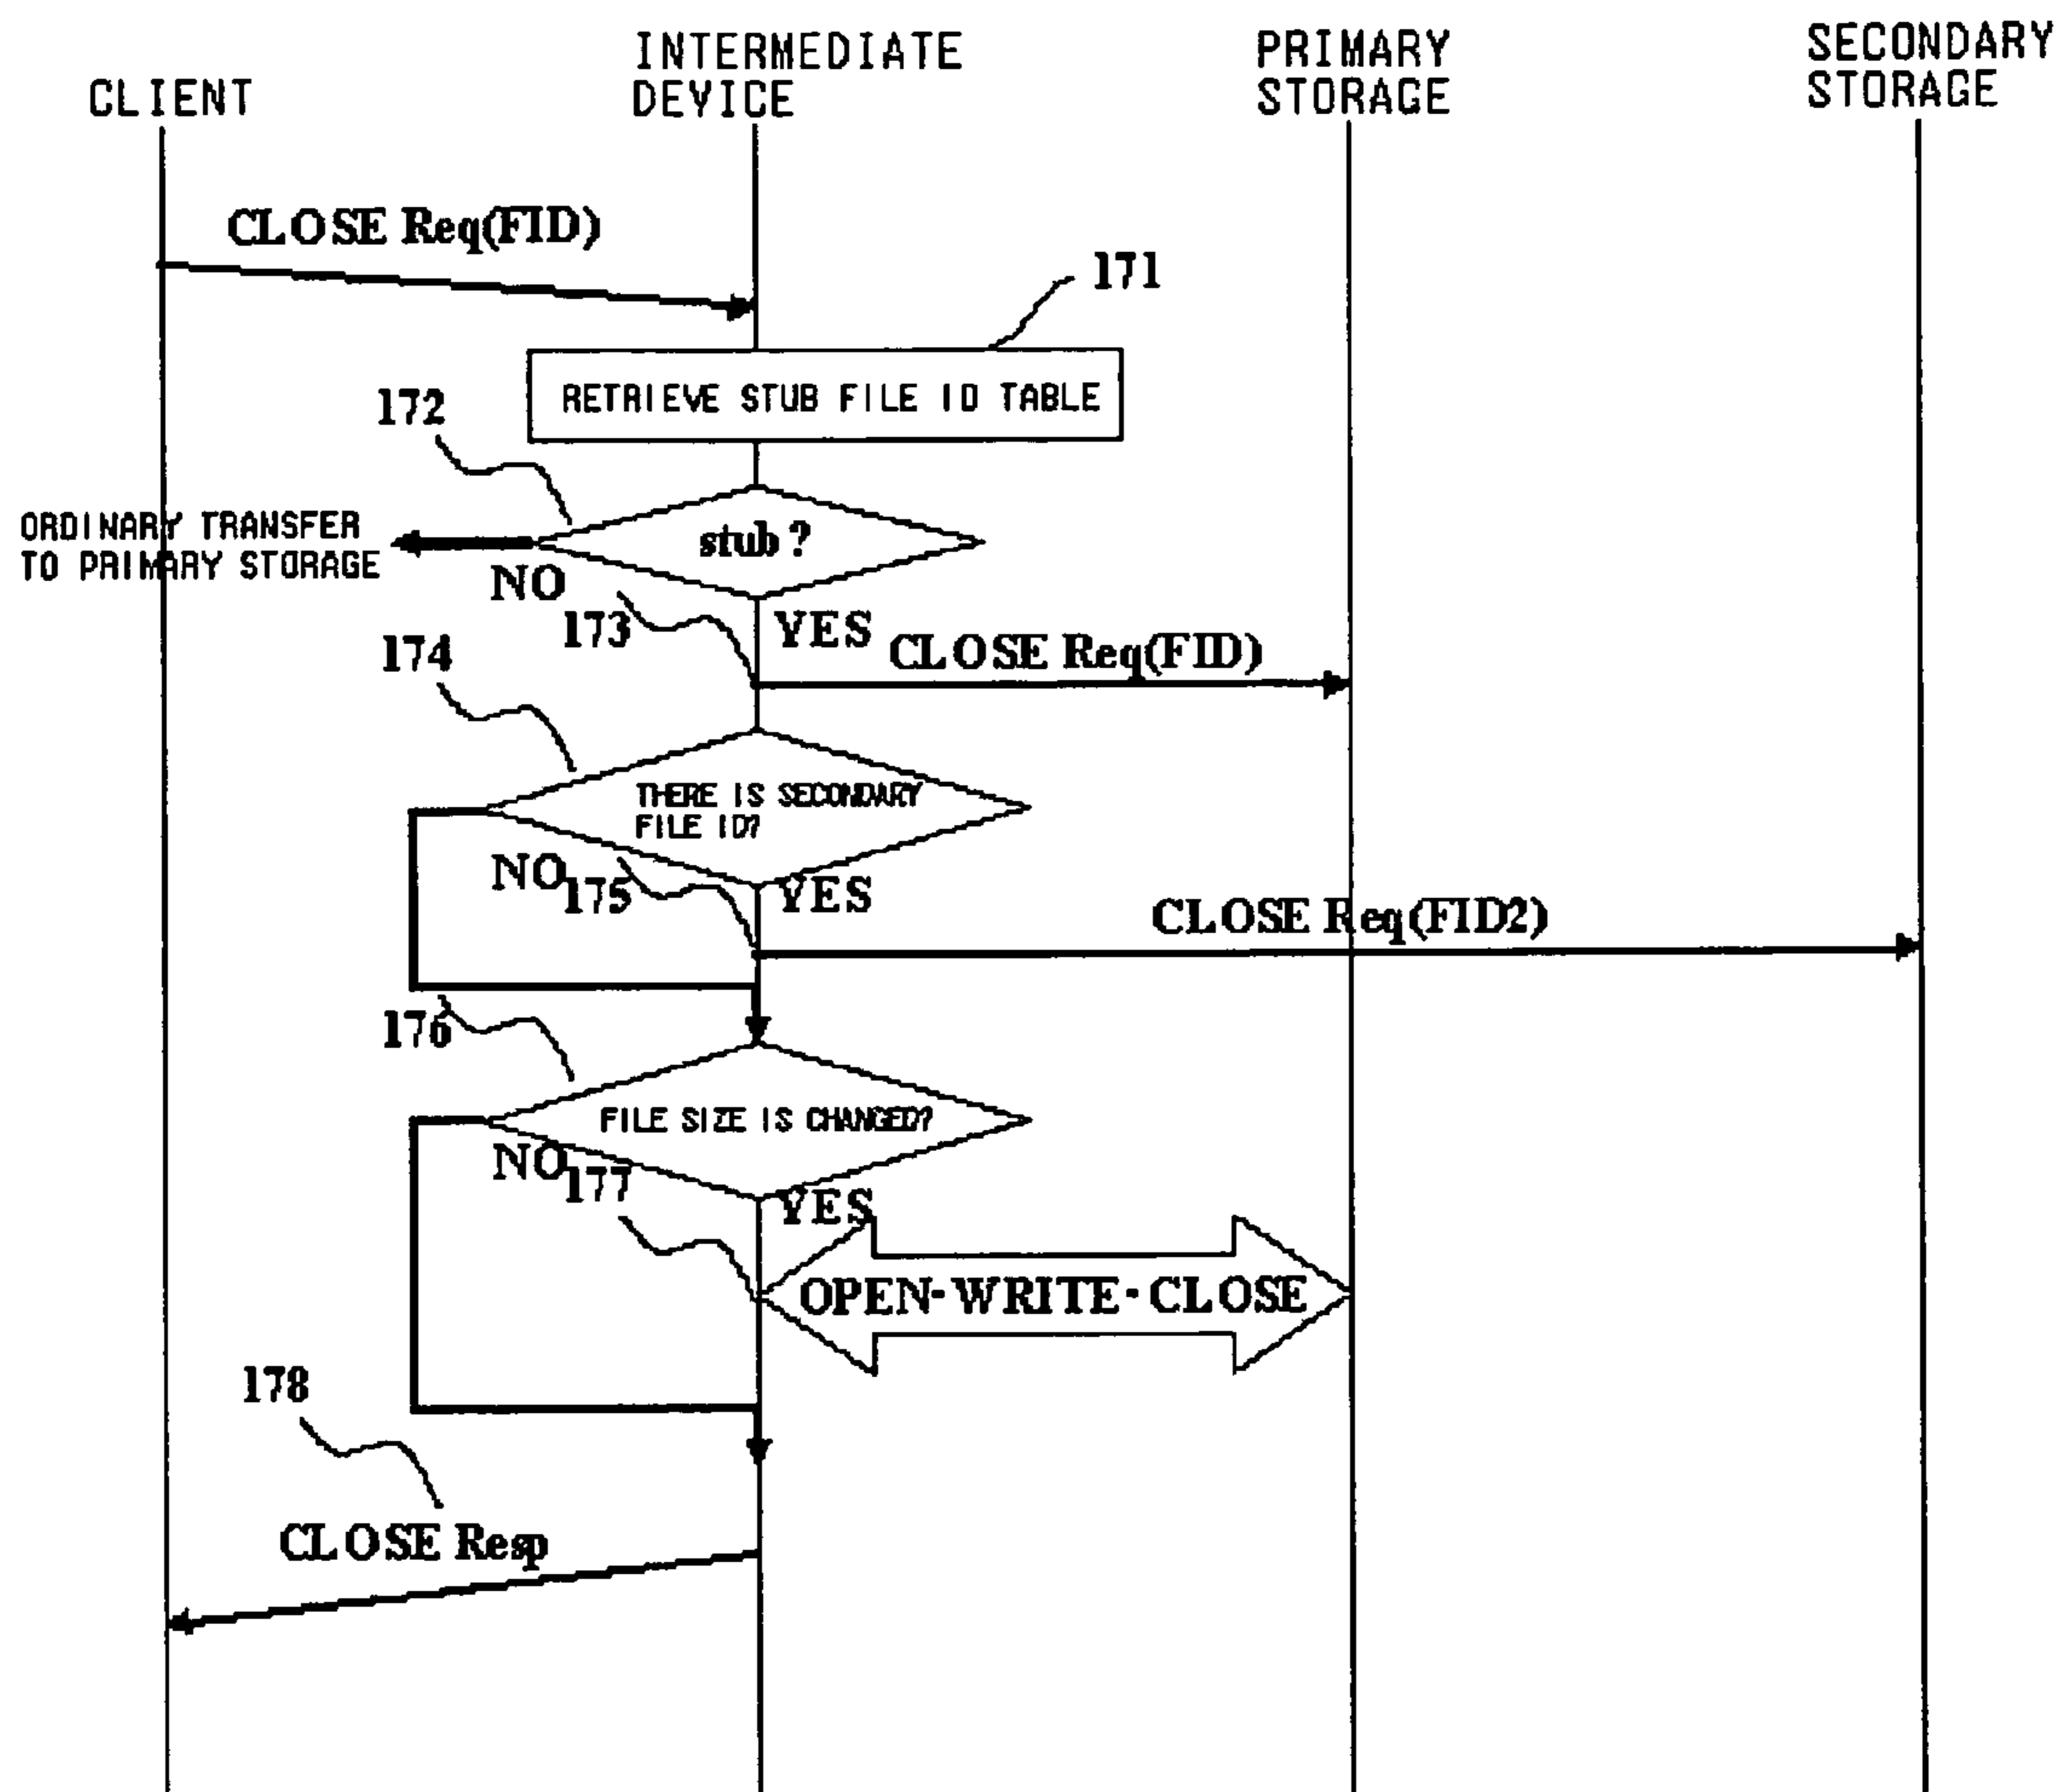 CLIENT
INTERMEDIATE
DEVICE
PRIMARY
STORAGE
SECONDARY
STORAGE
CLOSE Req(FID)
171
RETRIEVE STUB FILE ID TABLE
172
stub ?
ORDINARY TRANSFER
TO PRIMARY STORAGE
NO
173
YES
CLOSE Req(FID)
174
THERE IS SECONDARY
FILE ID?
NO
175
YES
CLOSE Req(FID2)
176
FILE SIZE IS CHANGED?
NO
177
YES
OPEN-WRITE-CLOSE
178
CLOSE Resp